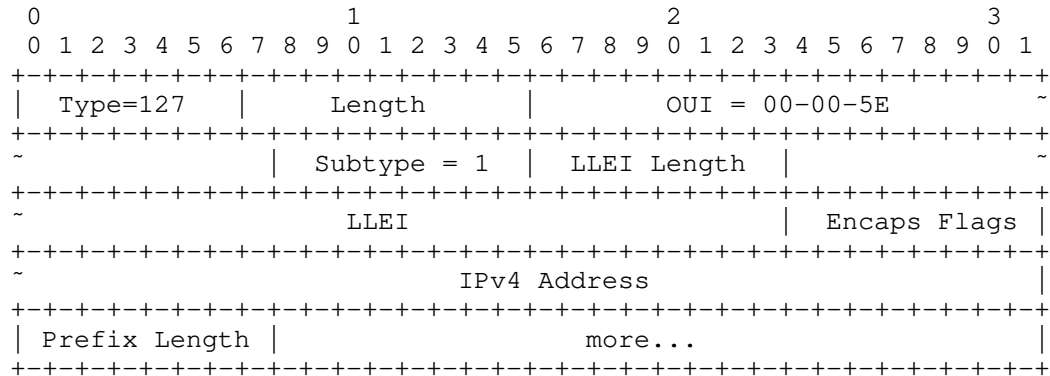 0                   1                   2                   3
 0 1 2 3 4 5 6 7 8 9 0 1 2 3 4 5 6 7 8 9 0 1 2 3 4 5 6 7 8 9 0 1
+-+-+-+-+-+-+-+-+-+-+-+-+-+-+-+-+-+-+-+-+-+-+-+-+-+-+-+-+-+-+-+-+
|  Type=127     |     Length      |        OUI = 00-00-5E         ~
+-+-+-+-+-+-+-+-+-+-+-+-+-+-+-+-+-+-+-+-+-+-+-+-+-+-+-+-+-+-+-+-+
~               |  Subtype = 1  |  LLEI Length  |               ~
+-+-+-+-+-+-+-+-+-+-+-+-+-+-+-+-+-+-+-+-+-+-+-+-+-+-+-+-+-+-+-+-+
~                    LLEI                       |  Encaps Flags |
+-+-+-+-+-+-+-+-+-+-+-+-+-+-+-+-+-+-+-+-+-+-+-+-+-+-+-+-+-+-+-+-+
~                           IPv4 Address                        |
+-+-+-+-+-+-+-+-+-+-+-+-+-+-+-+-+-+-+-+-+-+-+-+-+-+-+-+-+-+-+-+-+
| Prefix Length |                   more...                     |
+-+-+-+-+-+-+-+-+-+-+-+-+-+-+-+-+-+-+-+-+-+-+-+-+-+-+-+-+-+-+-+-+